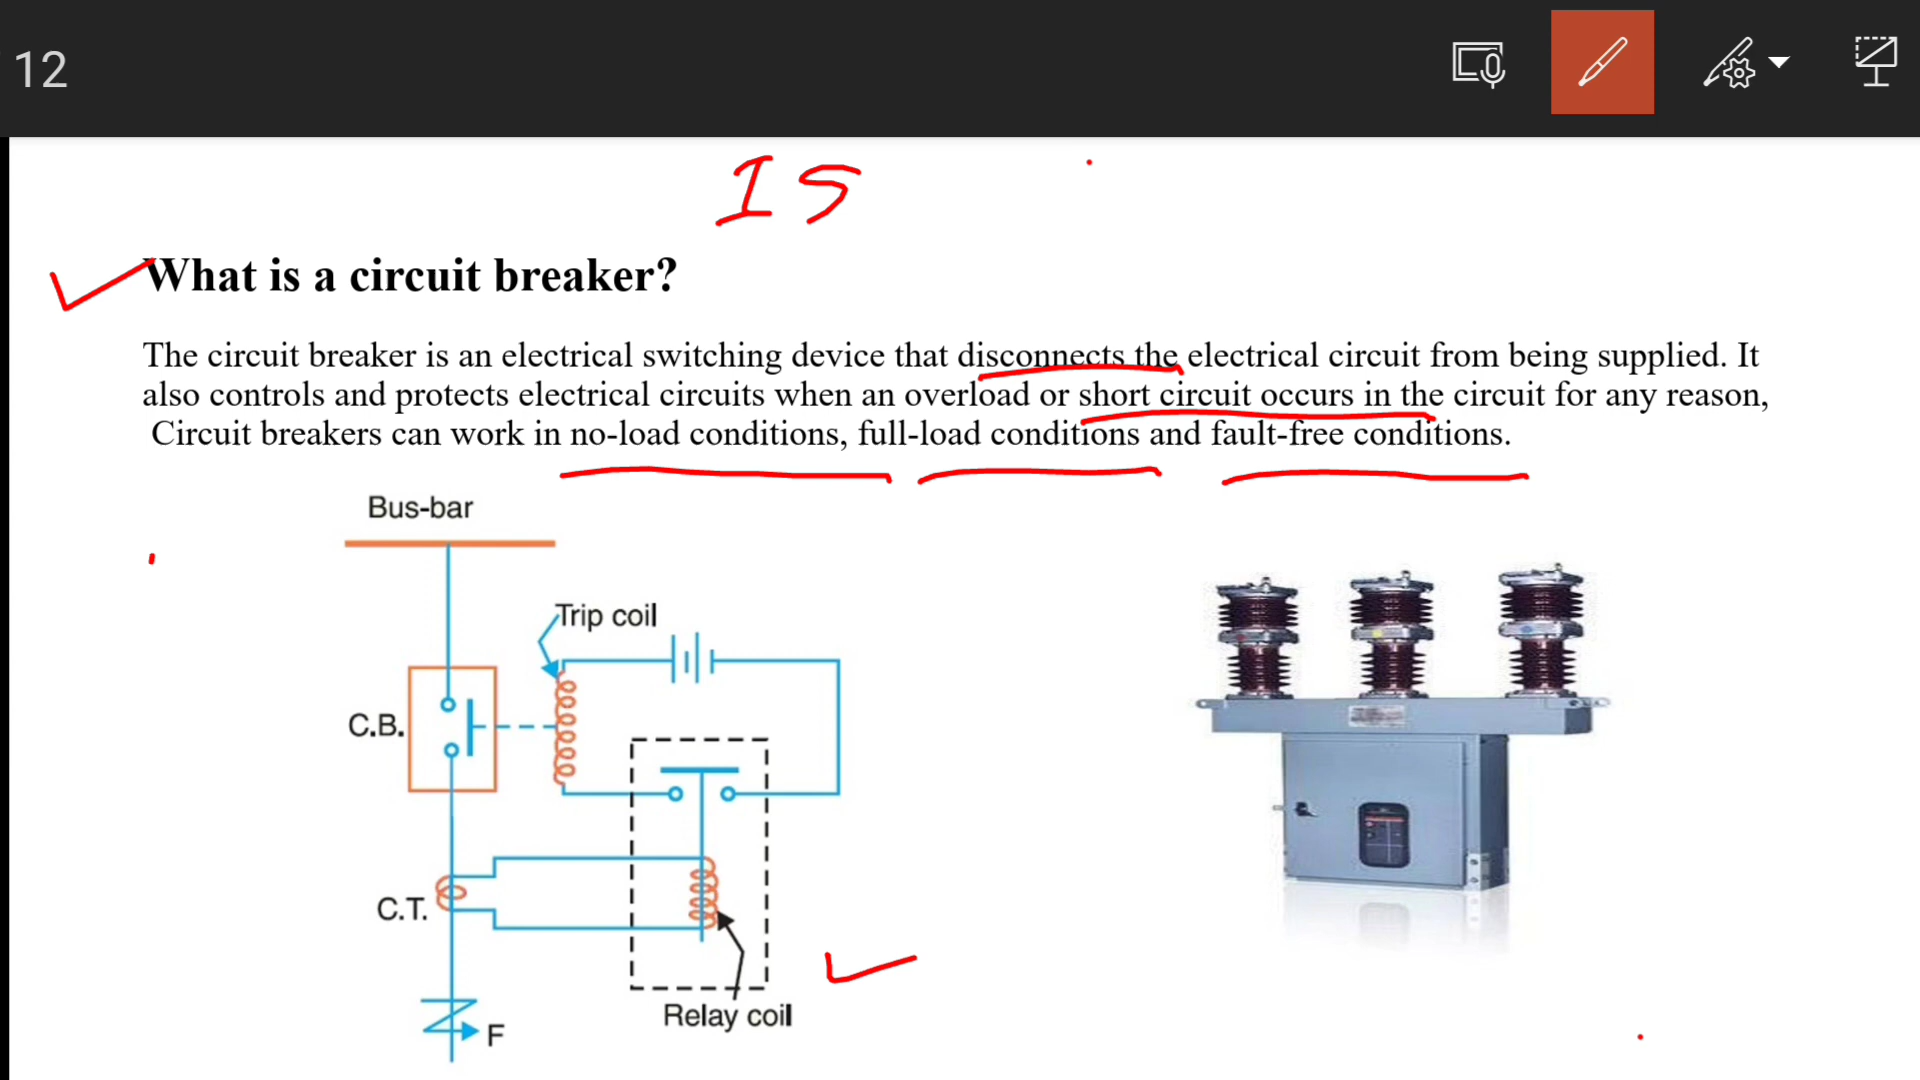 12
IS
What is a circuit breaker?
The circuit breaker is an electrical switching device that disconnects the electrical circuit from being supplied. It
also controls and protects electrical circuits when an overload or short circuit occurs in the circuit for any reason,
Circuit breakers can work in no-load conditions, full-load conditions and fault-free conditions.
Bus-bar
Trip coil
C.B.
C.T.
Relay coil
F